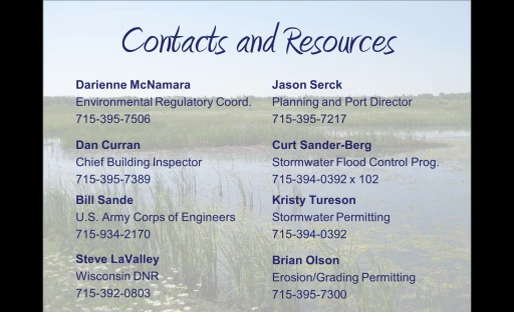 Contacts and Resources
Darienne McNamara
Environmental Regulatory Coord.
715-395-7506
Dan Curran
Chief Building Inspector
715-395-7389
Bill Sande
U.S. Army Corps of Engineers
715-934-2170
Steve LaValley
Wisconsin DNR
715-392-0803
Jason Serck
Planning and Port Director
715-395-7217
Curt Sander-Berg
Stormwater Flood Control Prog.
715-394-0392 x 102
Kristy Tureson
Stormwater Permitting
715-394-0392
Brian Olson
Erosion/Grading Permitting
715-395-7300